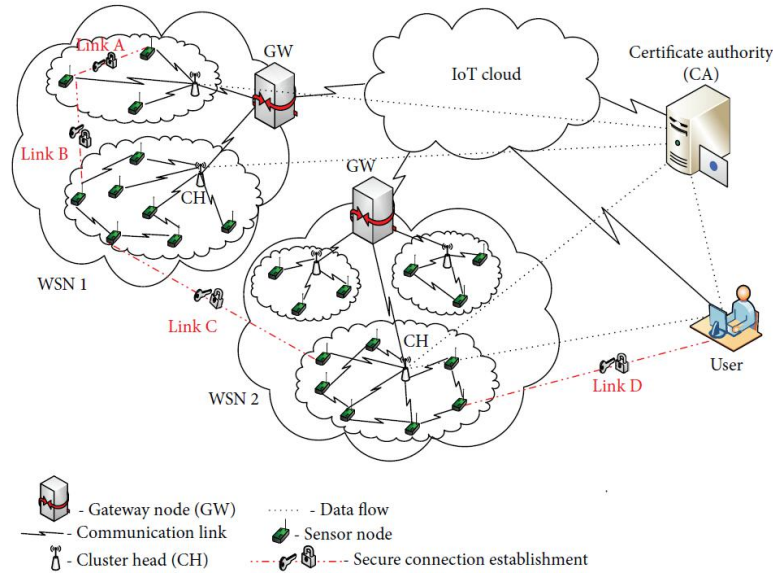 Link A
GW
IoT cloud
Certificate authority
(CA)
Link B
CH
GW
WSN 1
Link C
CH
WSN 2
Link D
User
- Gateway node (GW)
- Data flow
- Communication link
- Sensor node
- Cluster head (CH)
- Secure connection establishment